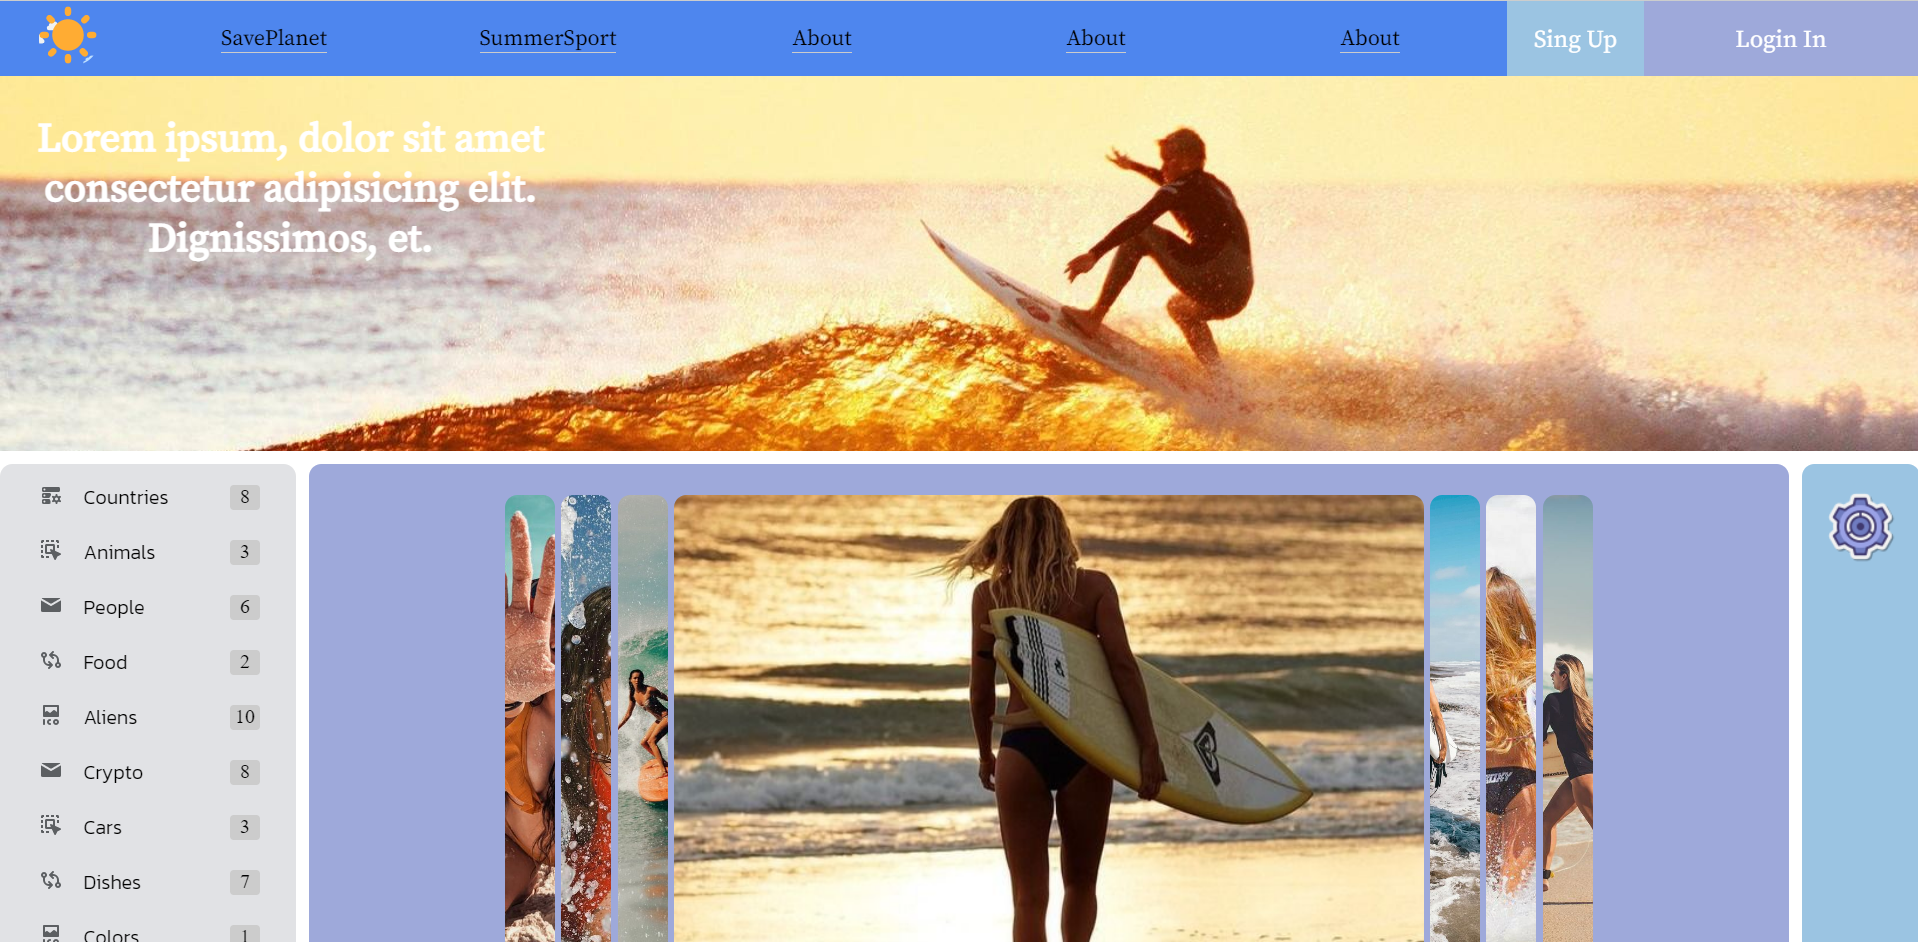 SavePlanet
SummerSport
About
About
About
Sing Up
Login In
Lorem ipsum, dolor sit amet
consectetur adipisicing elit.
Dignissimos, et.
Countries 8
Animals 3
People 6
Food 2
Aliens 10
Crypto 8
Cars 3
Dishes 7
Colors 1
ROXY